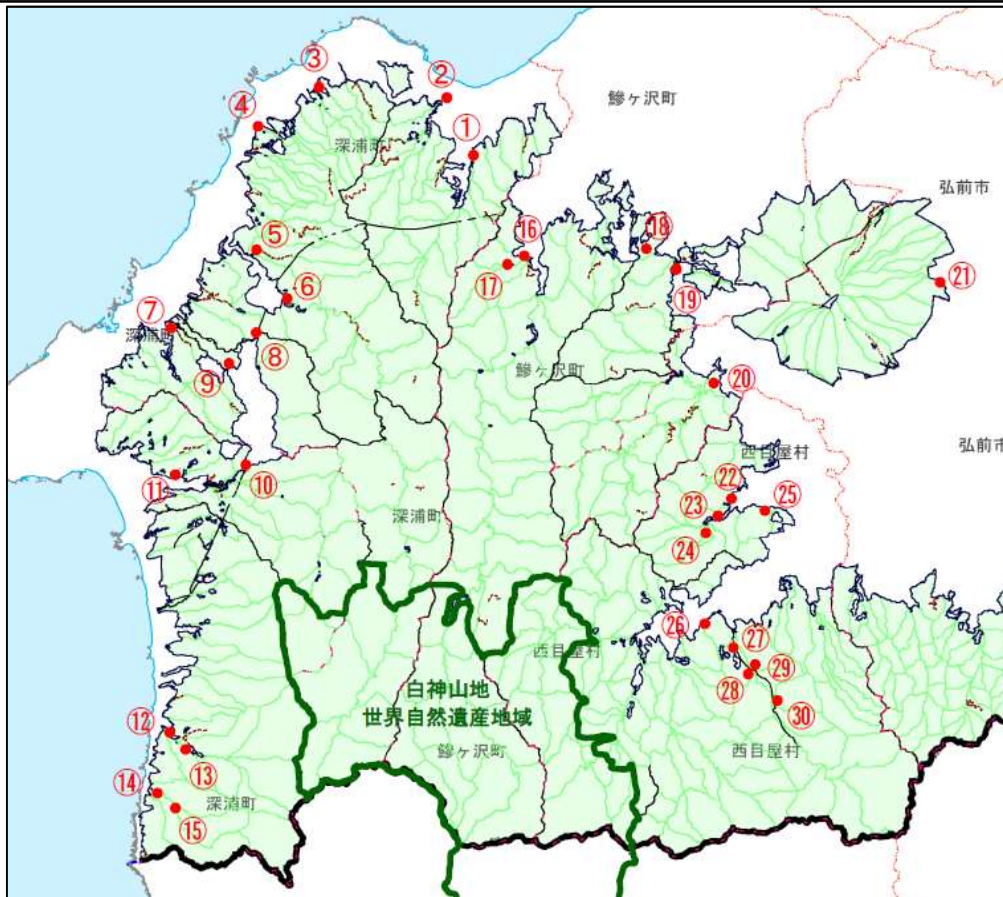 ③
②
鰺ヶ沢町
④
①
深浦町
弘前市
⑤
⑯
⑱
⑰
⑥
⑲
㉑
⑦
深浦町
⑧
⑨
鰺ヶ沢町
⑳
西目屋村
弘前市
⑩
⑪
㉒
㉕
㉓
深浦町
㉔
㉖
㉗
西目屋村
㉙
㉘
白神山地
世界自然遺産地域
㉚
⑫
鰺ヶ沢町
西目屋村
⑬
⑭
深浦町
⑮